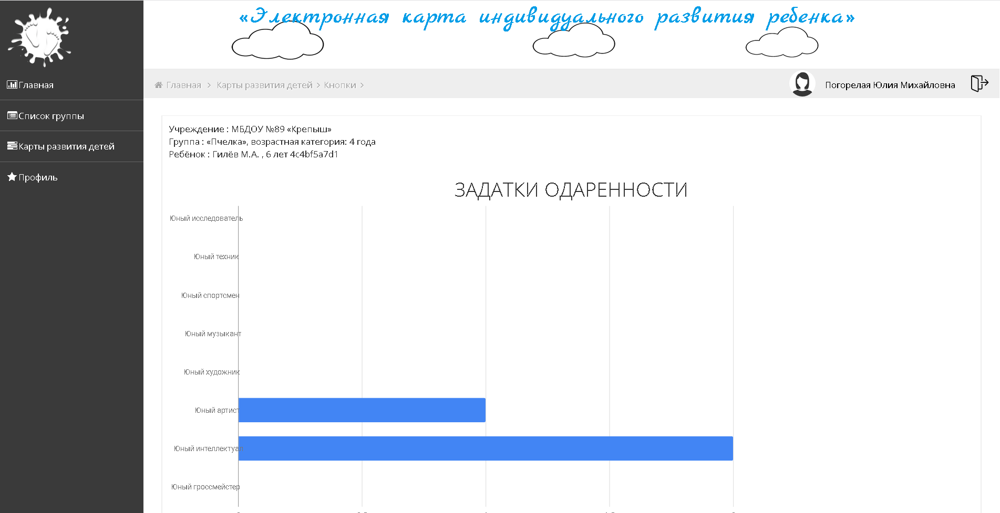 «Электронная карта индивидуального развития ребенка»
Главная
Список группы
Карты развития детей
Профиль
Главная > Карты развития детей > Кнопки >
Погорелая Юлия Михайловна
Учреждение : МБДОУ №89 «Крепыш»
Группа : «Пчелка», возрастная категория: 4 года
Ребёнок : Гилёв М.А. , 6 лет 4c4bf5a7d1
ЗАДАТКИ ОДАРЕННОСТИ
Юный исследователь
Юный техник
Юный спортсмен
Юный музыкант
Юный художник
Юный артист
Юный интеллектуал
Юный гроссмейстер